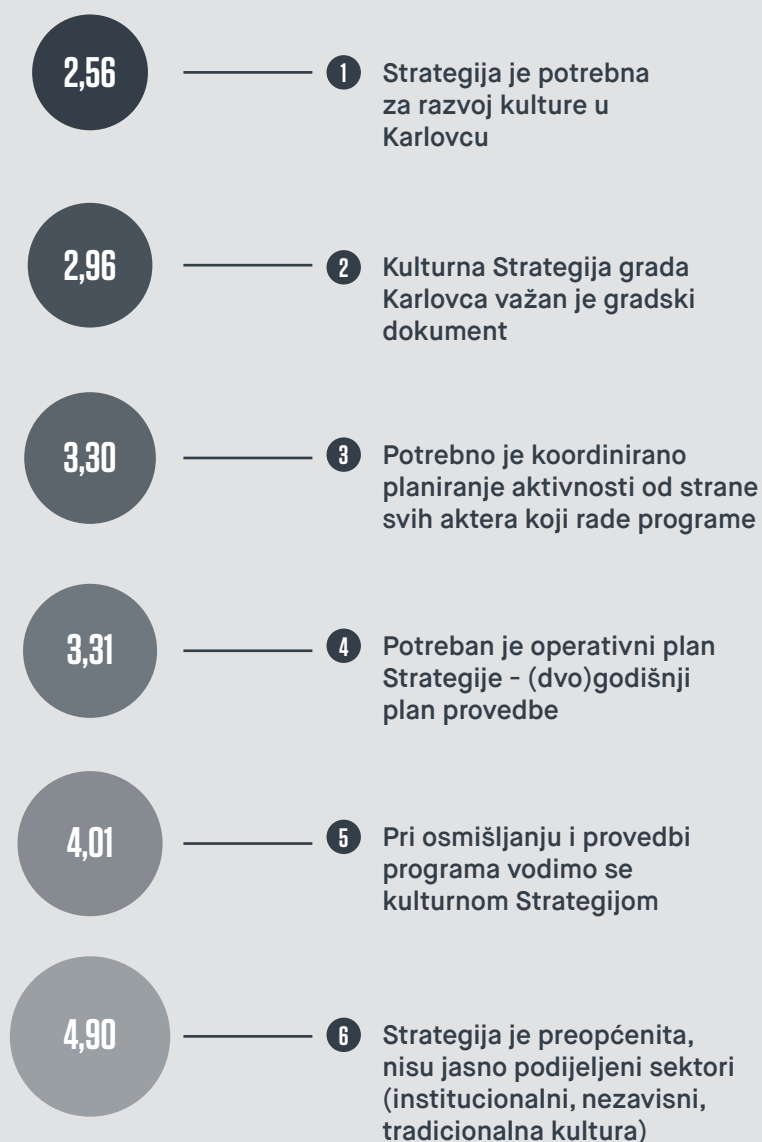 2,56
1
Strategija je potrebna
za razvoj kulture u
Karlovcu
2,96
2
Kulturna Strategija grada
Karlovca važan je gradski
dokument
3,30
3
Potrebno je koordinirano
planiranje aktivnosti od strane
svih aktera koji rade programe
3,31
4
Potreban je operativni plan
Strategije - (dvo)godišnji
plan provedbe
4,01
5
Pri osmišljanju i provedbi
programa vodimo se
kulturnom Strategijom
4,90
6
Strategija je preopćenita,
nisu jasno podijeljeni sektori
(institucionalni, nezavisni,
tradicionalna kultura)